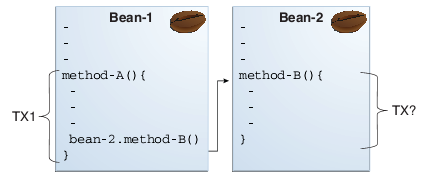 Bean-1
-
-
-
method-A(){
-
-
-
bean-2.method-B()
}
TX1
Bean-2
-
-
-
method-B(){
-
-
-
}
TX?